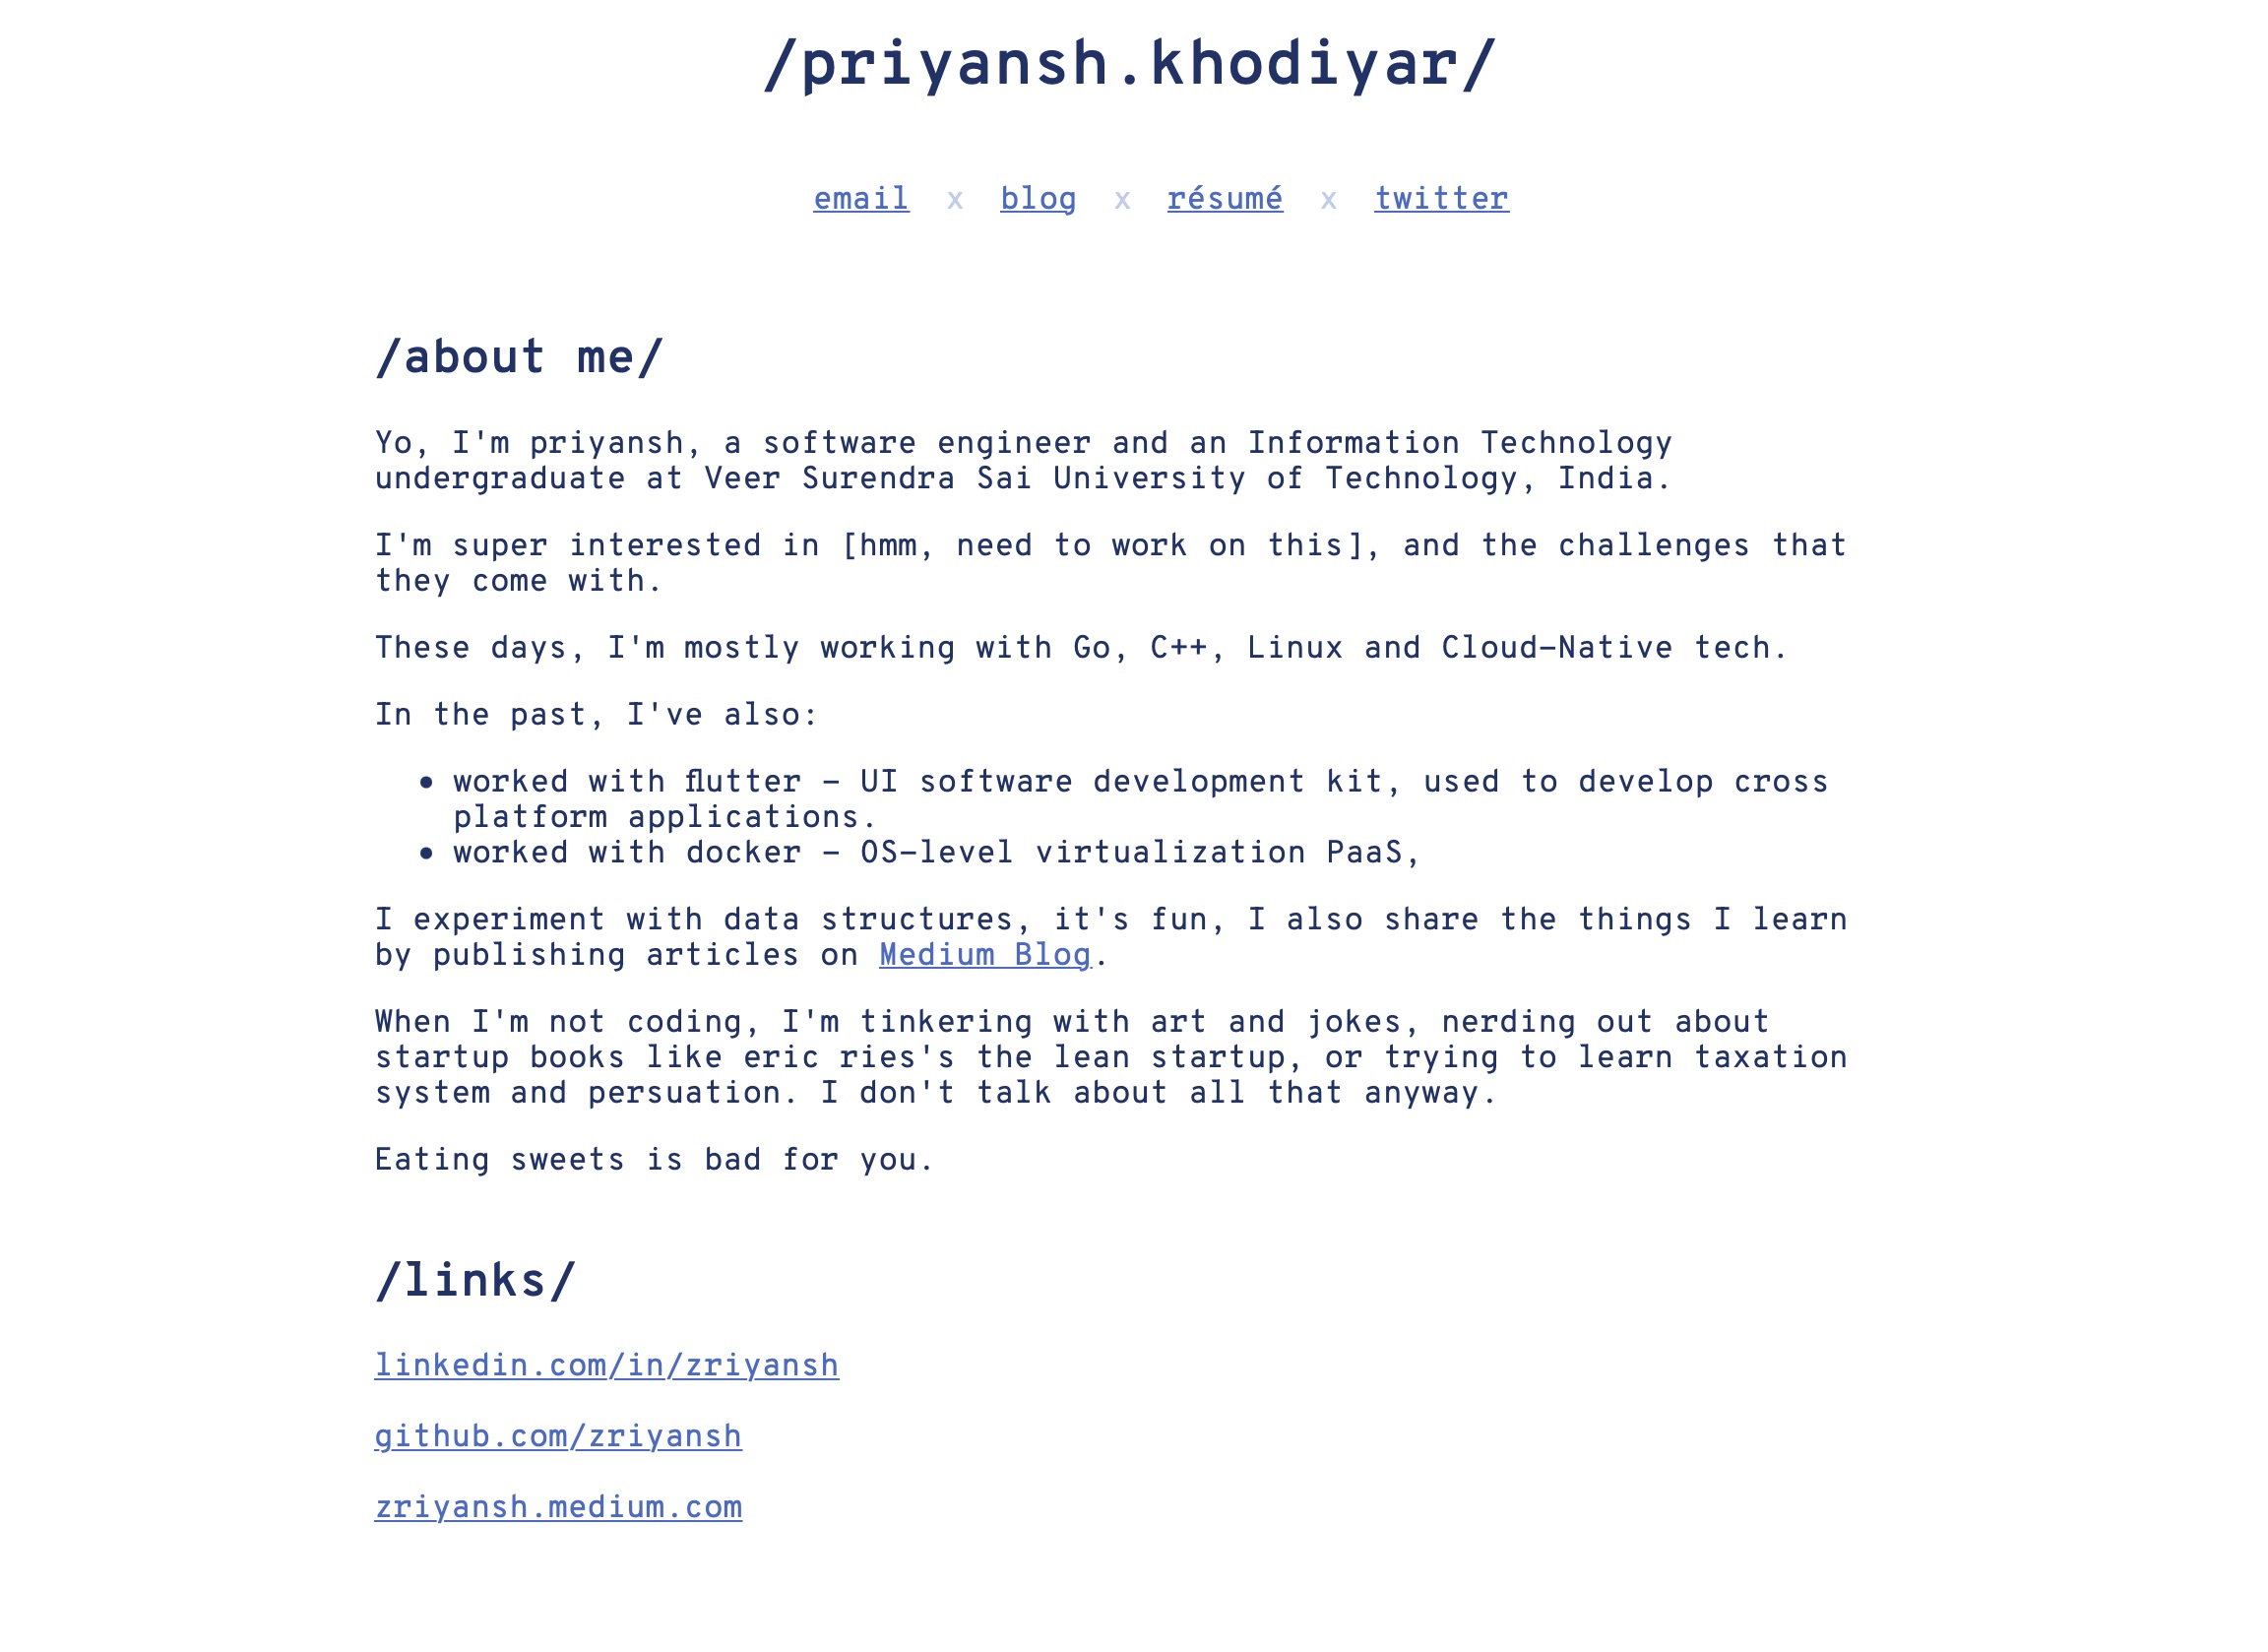 /priyansh.khodiyar/
email x blog x résumé x twitter
/about me/
Yo, I'm priyansh, a software engineer and an Information Technology
undergraduate at Veer Surendra Sai University of Technology, India.
I'm super interested in [hmm, need to work on this], and the challenges that
they come with.
These days, I'm mostly working with Go, C++, Linux and Cloud-Native tech.
In the past, I've also:
• worked with flutter - UI software development kit, used to develop cross
platform applications.
• worked with docker - OS-level virtualization PaaS,
I experiment with data structures, it's fun, I also share the things I learn
by publishing articles on Medium Blog.
When I'm not coding, I'm tinkering with art and jokes, nerding out about
startup books like eric ries's the lean startup, or trying to learn taxation
system and persuation. I don't talk about all that anyway.
Eating sweets is bad for you.
/links/
linkedin.com/in/zriyansh
github.com/zriyansh
zriyansh.medium.com